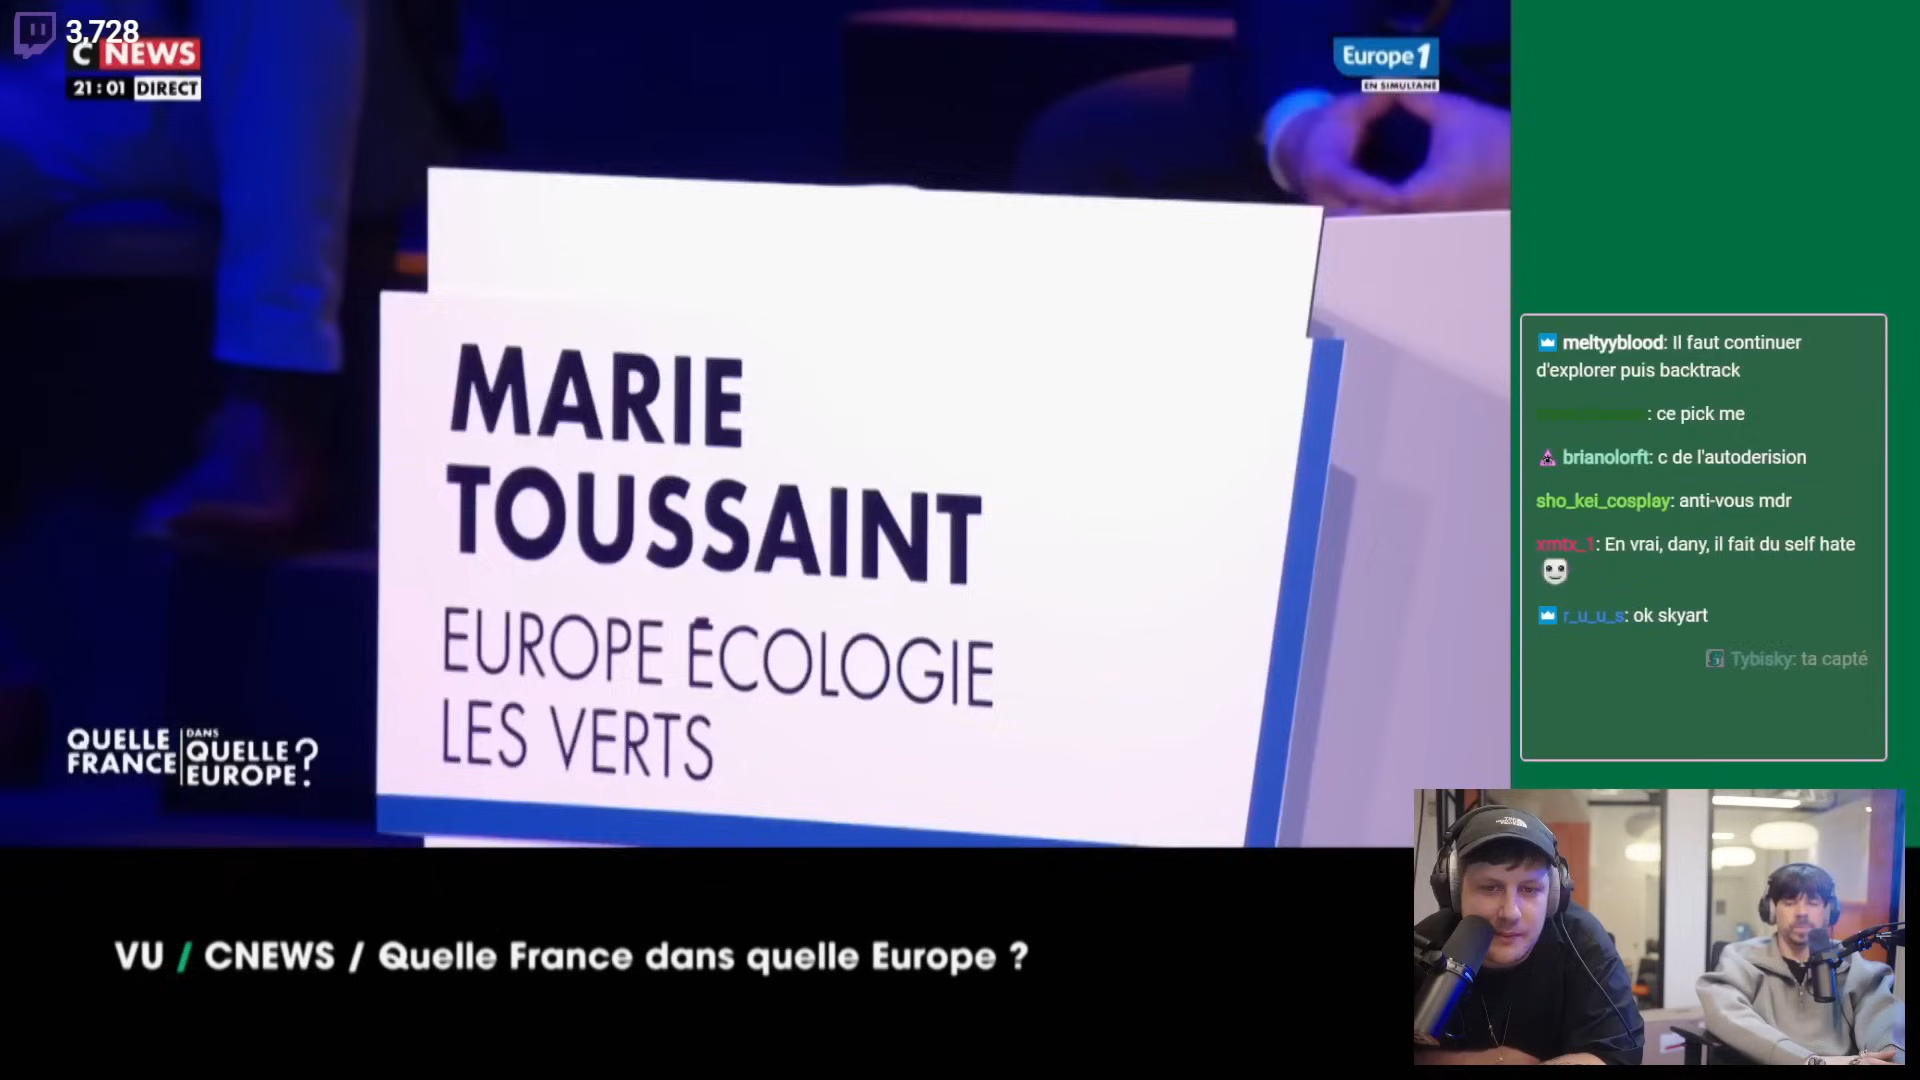 3,728
C NEWS
21:01 DIRECT
Europe 1
EN SIMULTANÉ
MARIE
TOUSSAINT
EUROPE ÉCOLOGIE
LES VERTS
QUELLE
FRANCE
DANS
QUELLE
EUROPE ?
VU / CNEWS / Quelle France dans quelle Europe ?
meltyyblood: Il faut continuer
d'explorer puis backtrack
: ce pick me
brianolorft: c de l'autoderision
sho_kei_cosplay: anti-vous mdr
xmtx_1: En vrai, dany, il fait du self hate
r_u_u_s: ok skyart
Tybisky: ta capté